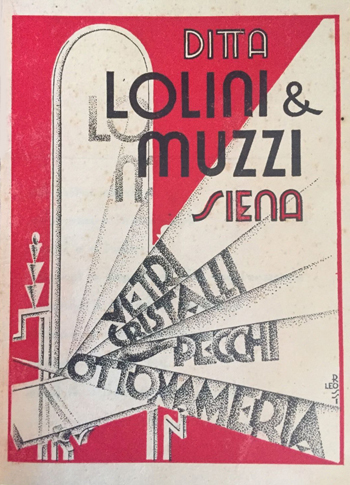 DITTA
LOLINI &
MUZZI
SIENA
VETRI
CRISTALLI
SPECCHI
OTTONAMERIA